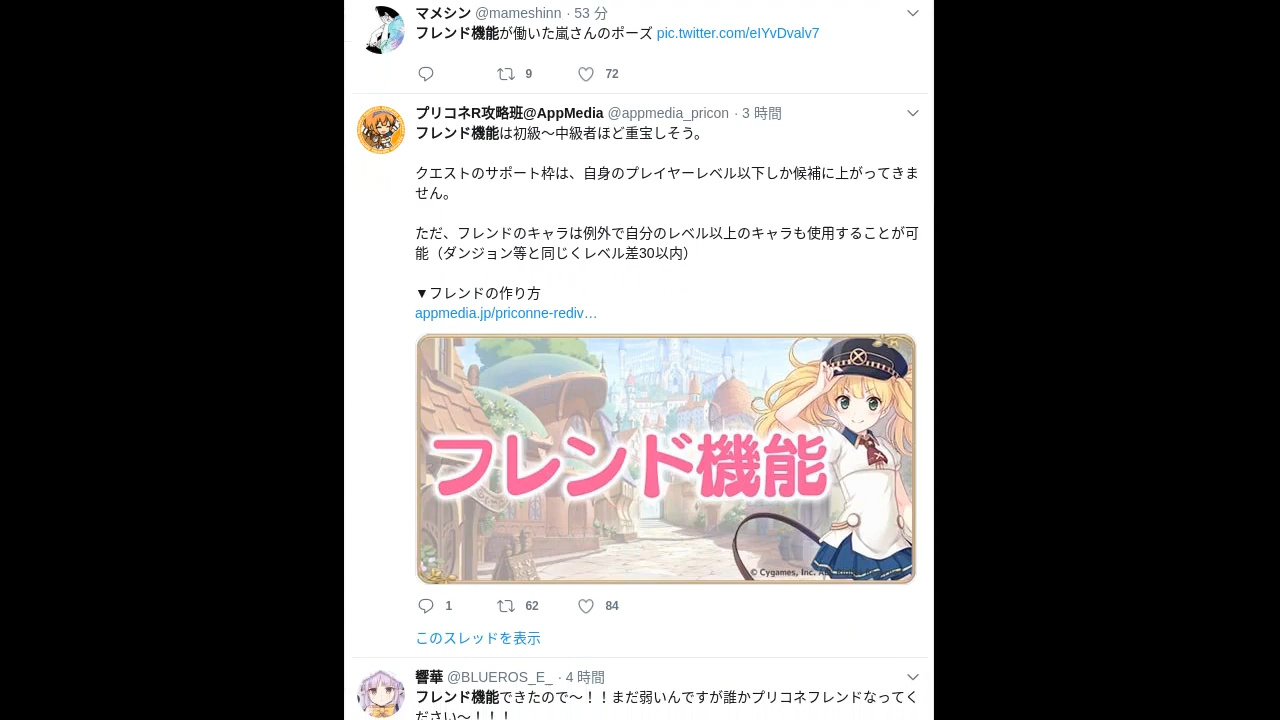 マメシン @mameshinn · 53 分
フレンド機能が働いた嵐さんのポーズ pic.twitter.com/eIYvDvalv7
9 72
プリコネR攻略班@AppMedia @appmedia_pricon · 3 時間
フレンド機能は初級～中級者ほど重宝しそう。
クエストのサポート枠は、自身のプレイヤーレベル以下しか候補に上がってきま
せん。
ただ、フレンドのキャラは例外で自分のレベル以上のキャラも使用することが可
能（ダンジョン等と同じくレベル差30以内）
▼フレンドの作り方
appmedia.jp/priconne-rediv…
フレンド機能
© Cygames, Inc.
1 62 84
このスレッドを表示
響華 @BLUEROS_E_ · 4 時間
フレンド機能できたので〜！！まだ弱いんですが誰かプリコネフレンドなってく
ださい〜！！！